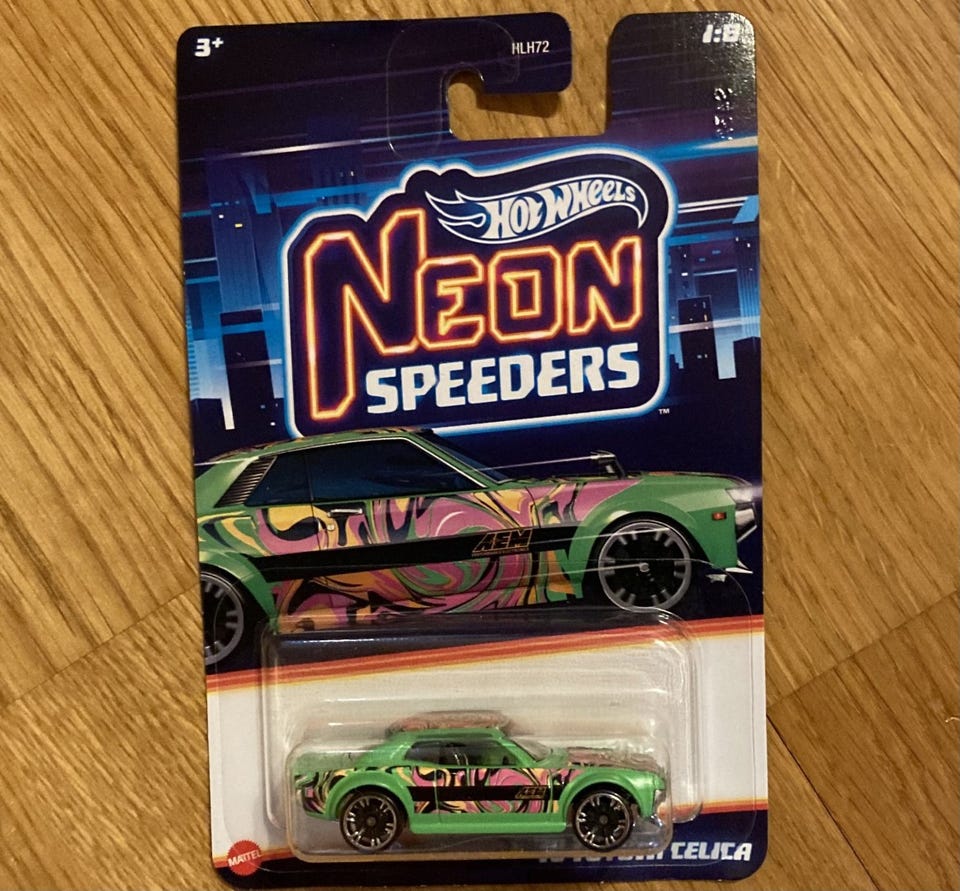 3+
HLH72
1:8
HOT WHEELS
NEON
SPEEDERS
TM
AEM
AEM
MATTEL
CELICA